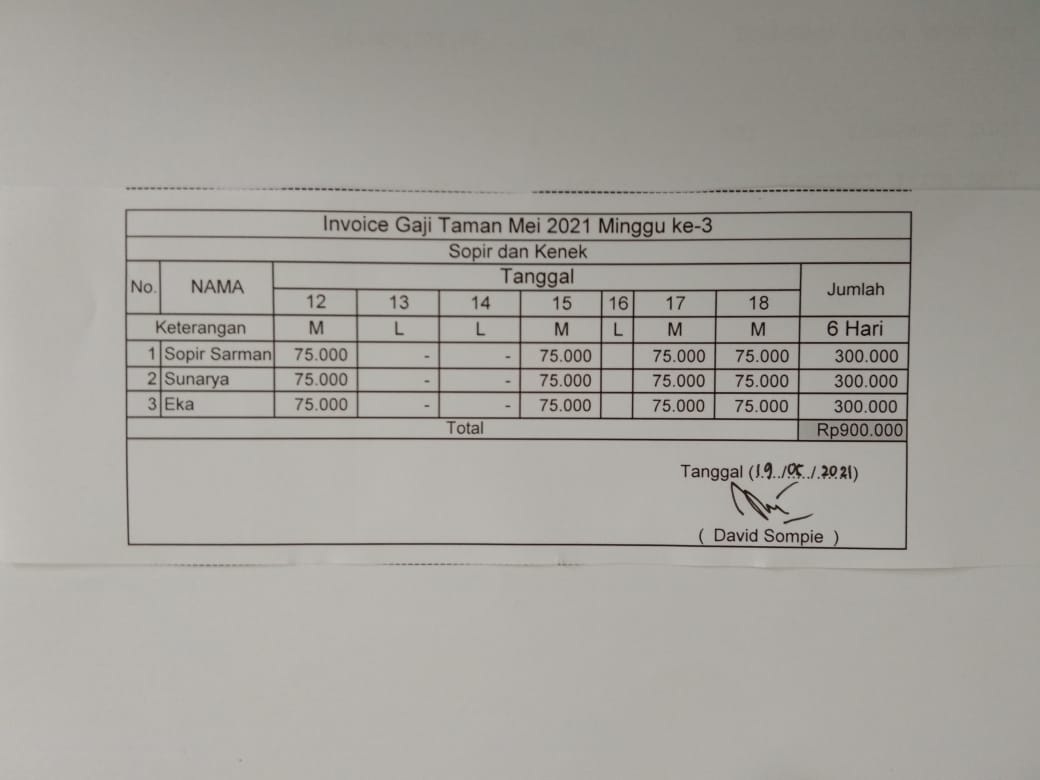 Invoice Gaji Taman Mei 2021 Minggu ke-3
Sopir dan Kenek
No. NAMA Tanggal Jumlah
12 13 14 15 16 17 18
Keterangan M L L M L M M 6 Hari
1 Sopir Sarman 75.000 - - 75.000 75.000 75.000 300.000
2 Sunarya 75.000 - - 75.000 75.000 75.000 300.000
3 Eka 75.000 - - 75.000 75.000 75.000 300.000
Total Rp900.000
Tanggal (19../05../.2021)
( David Sompie )